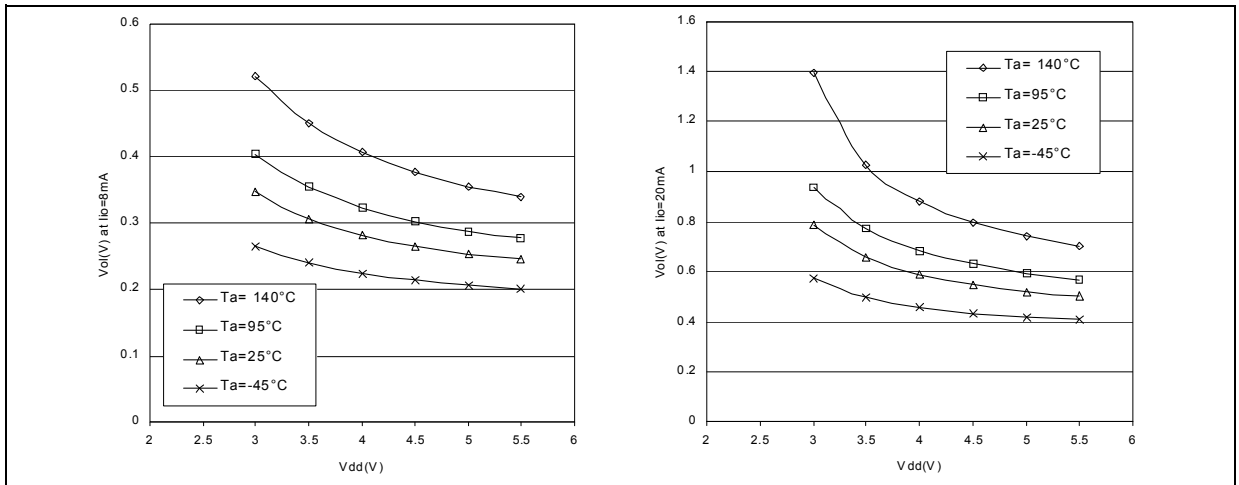 0.6
0.5
0.4
0.3
0.2
0.1
0
2 2.5 3 3.5 4 4.5 5 5.5 6
Vdd(V)
Vol(V) at Iio=8mA
Ta= 140°C
Ta=95°C
Ta=25°C
Ta=-45°C
1.6
1.4
1.2
1
0.8
0.6
0.4
0.2
0
2 2.5 3 3.5 4 4.5 5 5.5 6
Vdd(V)
Vol(V) at Iio=20mA
Ta= 140°C
Ta=95°C
Ta=25°C
Ta=-45°C